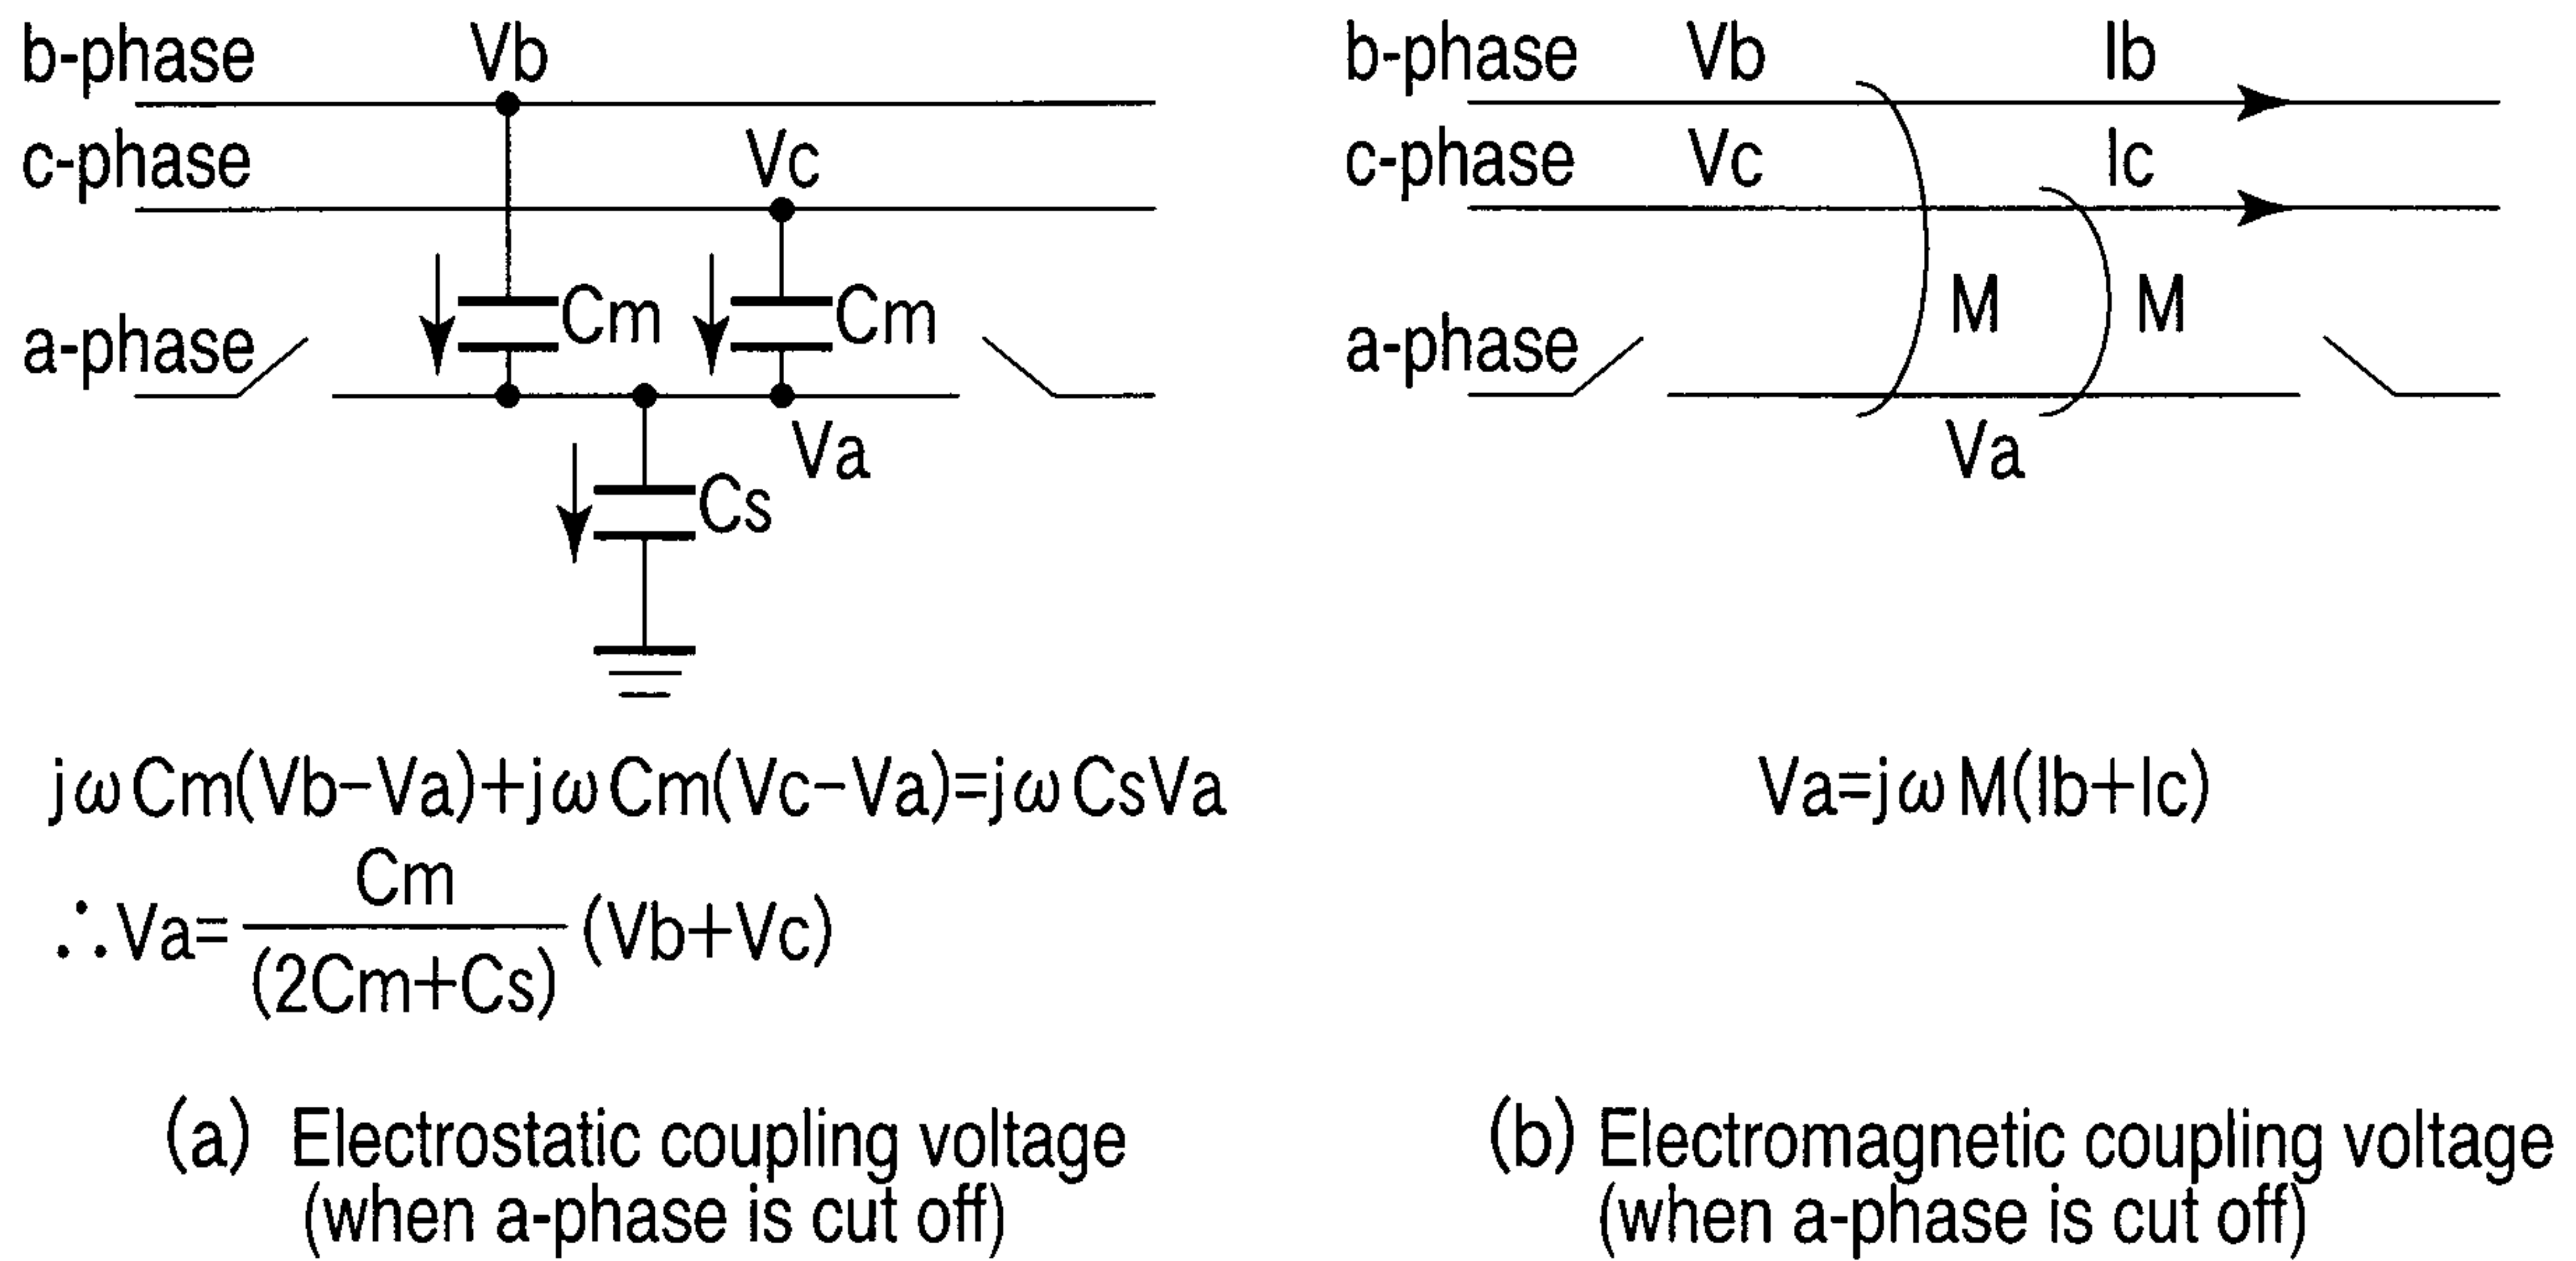 b-phase Vb
c-phase Vc
Cm Cm
a-phase
Va
Cs
jωCm(Vb-Va)+jωCm(Vc-Va)=jωCsVa
∴Va= Cm
(2Cm+Cs) (Vb+Vc)
(a) Electrostatic coupling voltage
(when a-phase is cut off)
b-phase Vb Ib
c-phase Vc Ic
M M
a-phase
Va
Va=jωM(Ib+Ic)
(b) Electromagnetic coupling voltage
(when a-phase is cut off)